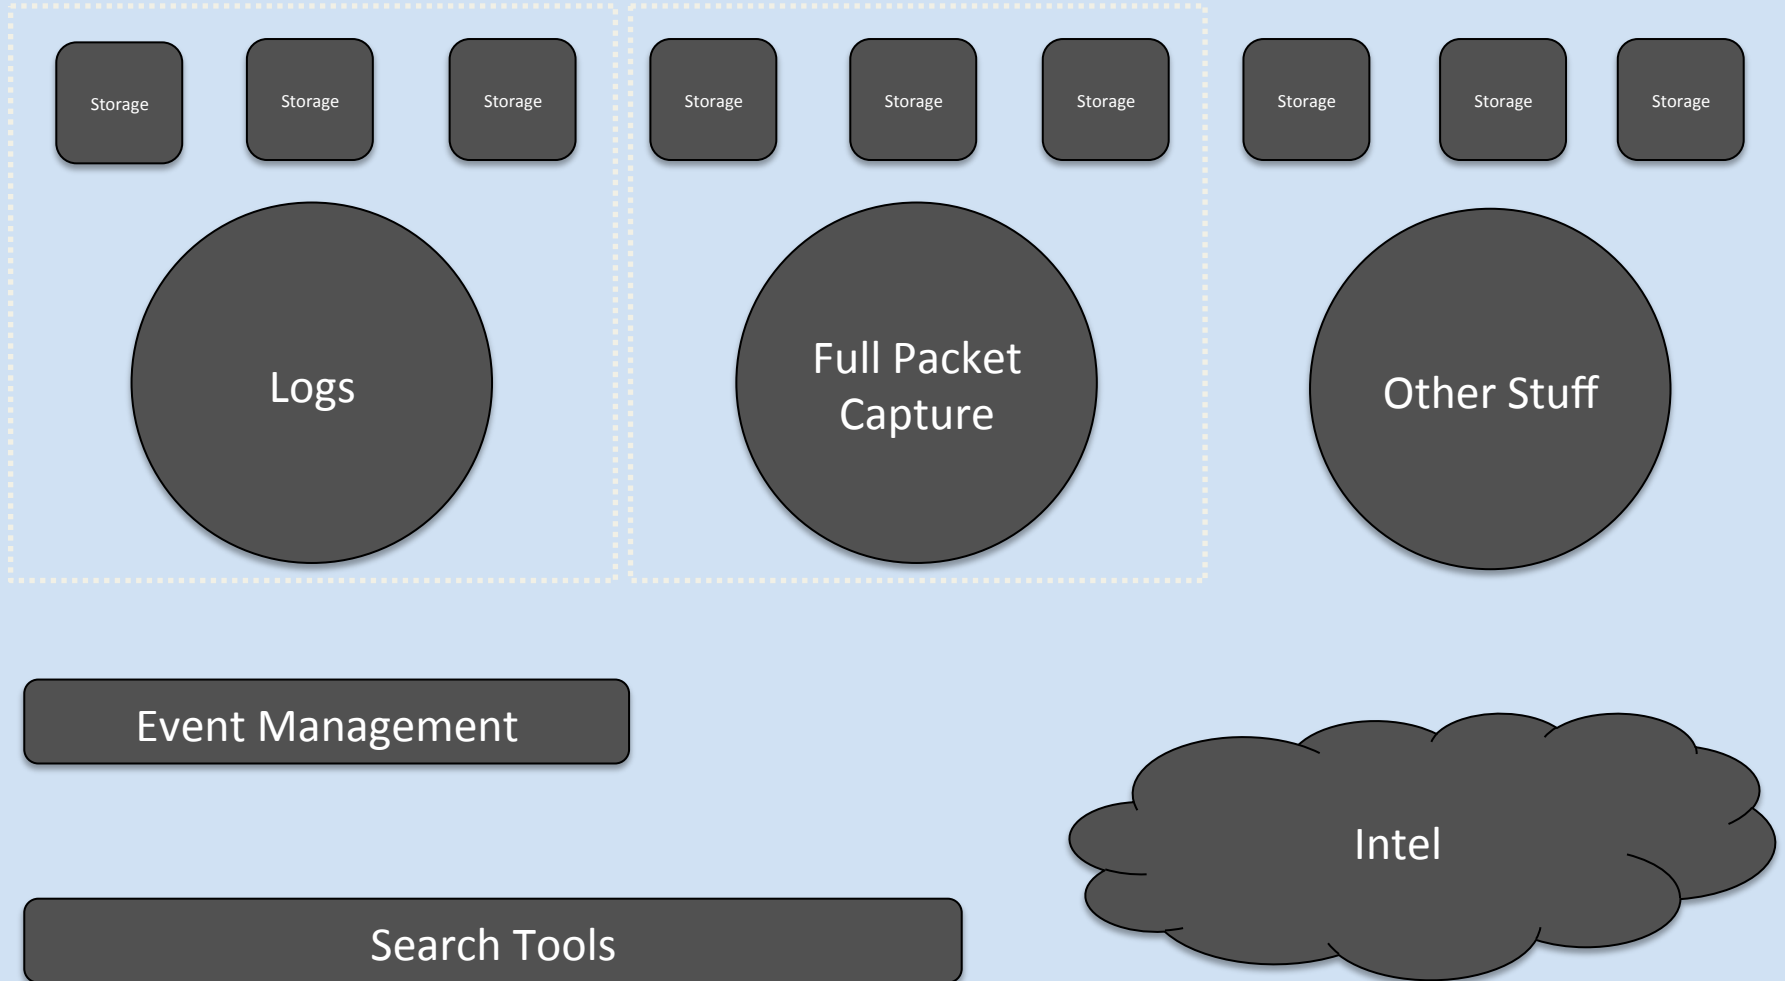 Storage
Storage
Storage
Storage
Storage
Storage
Storage
Storage
Storage
Logs
Full Packet
Capture
Other Stuff
Event Management
Intel
Search Tools